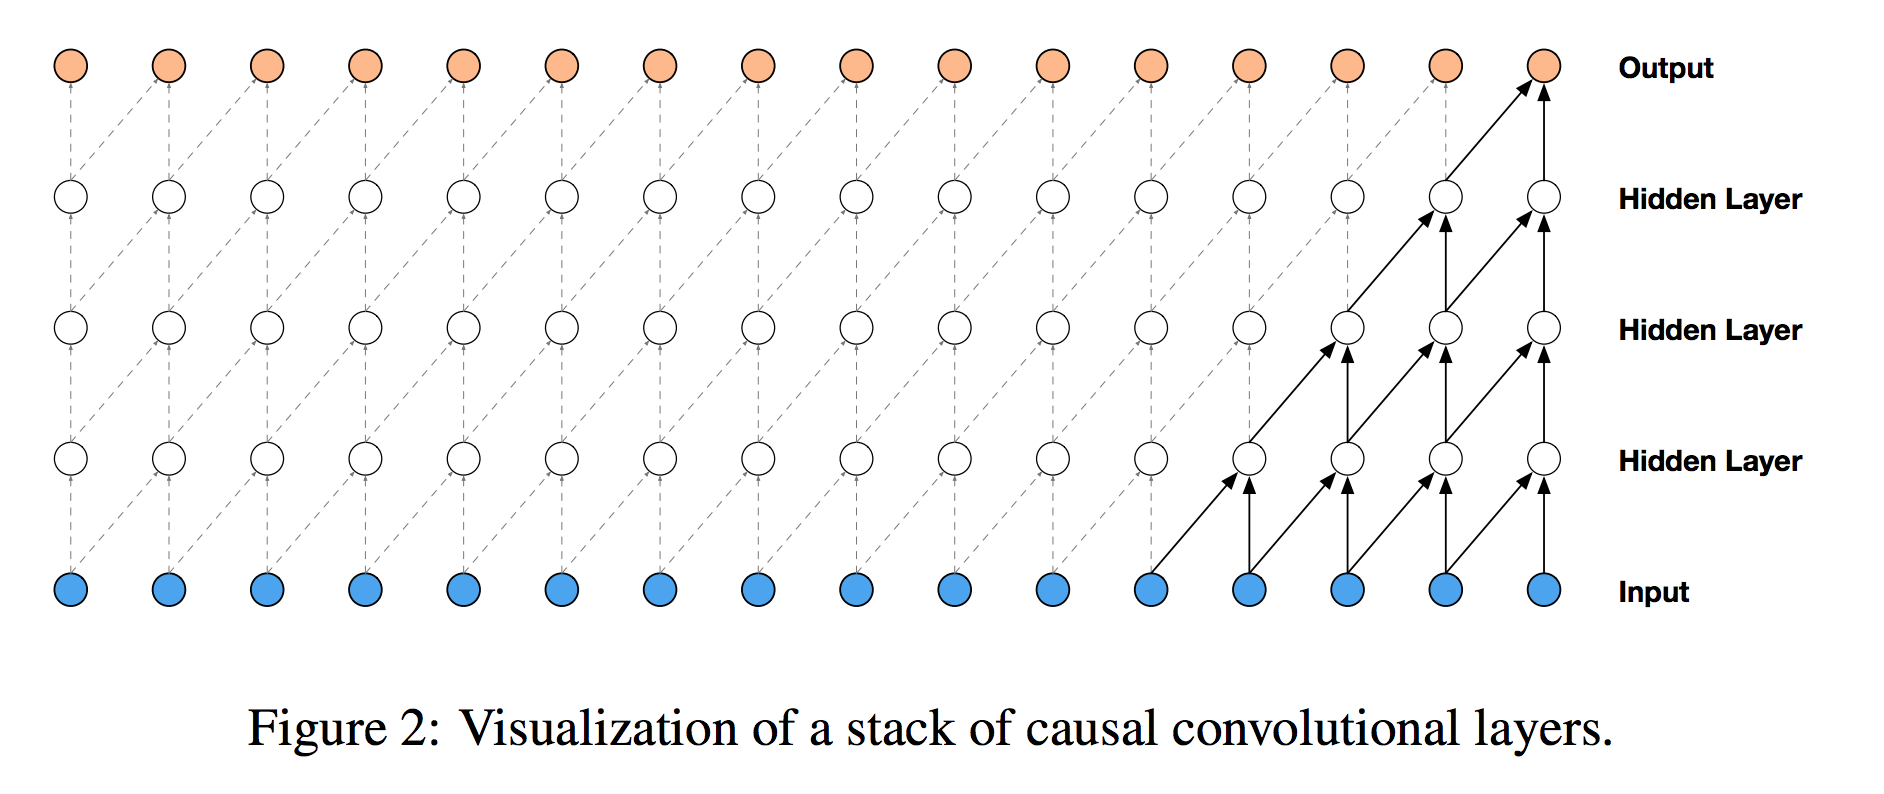 Output
Hidden Layer
Hidden Layer
Hidden Layer
Input
Figure 2: Visualization of a stack of causal convolutional layers.